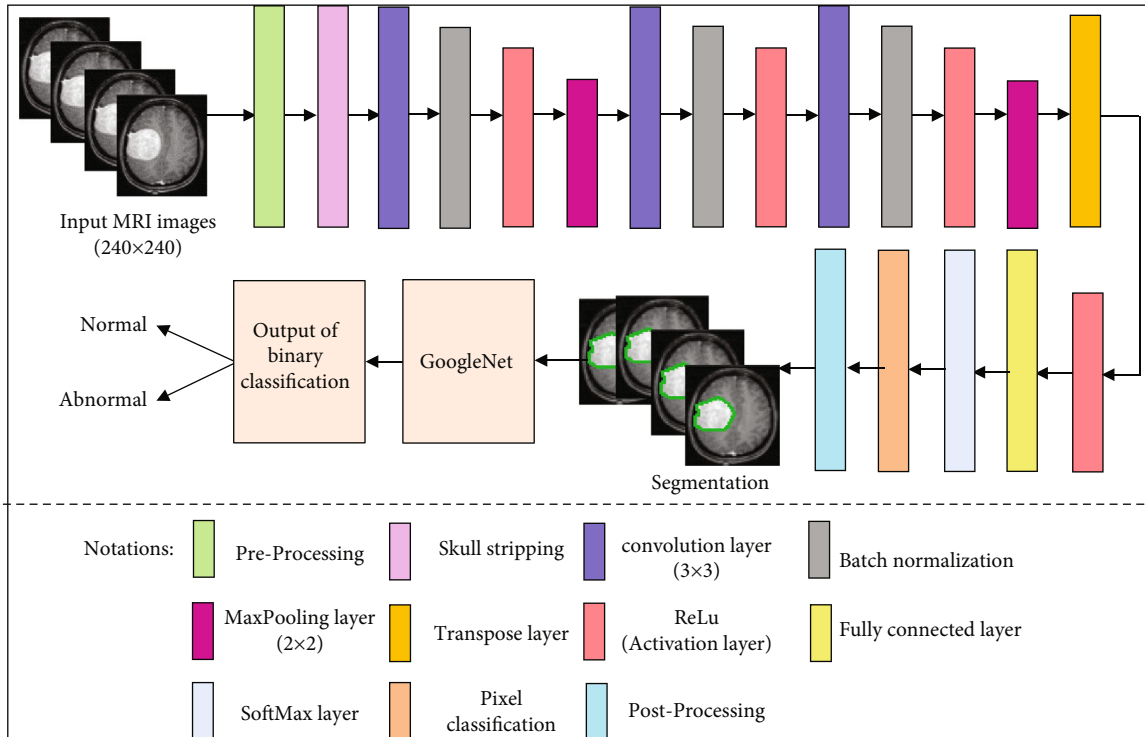 Input MRI images
(240×240)
Normal
Abnormal
Output of
binary
classification
GoogleNet
Segmentation
Notations:
Pre-Processing
Skull stripping
convolution layer
(3×3)
Batch normalization
MaxPooling layer
(2×2)
Transpose layer
ReLu
(Activation layer)
Fully connected layer
SoftMax layer
Pixel
classification
Post-Processing